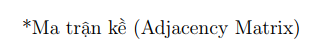 *Ma trận kề (Adjacency Matrix)